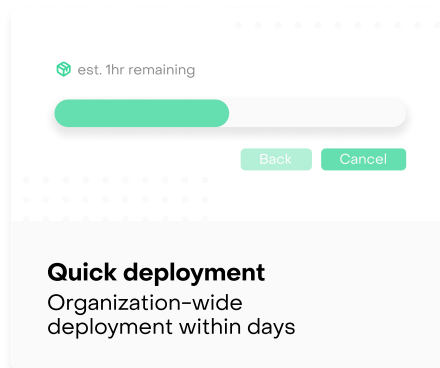 est. 1hr remaining
Back
Cancel
Quick deployment
Organization-wide
deployment within days